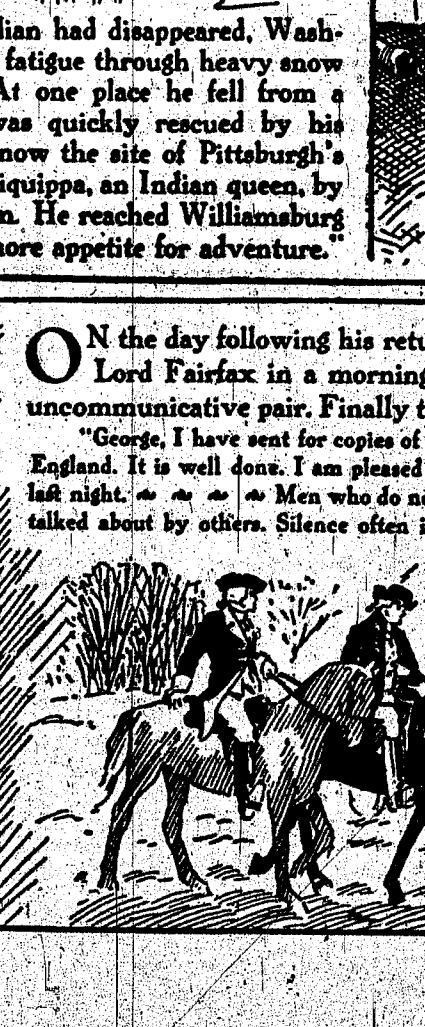 dian had disappeared, Wash-
fatigue through heavy snow
At one place he fell from a
was quickly rescued by his
now the site of Pittsburgh's
iquippa, an Indian queen, by
n. He reached Williamsburg
more appetite for adventure."
ON the day following his retu
Lord Fairfax in a morning
uncommunicative pair. Finally t
"George, I have sent for copies of
England. It is well done. I am pleased
last night. Men who do no
talked about by others. Silence often i